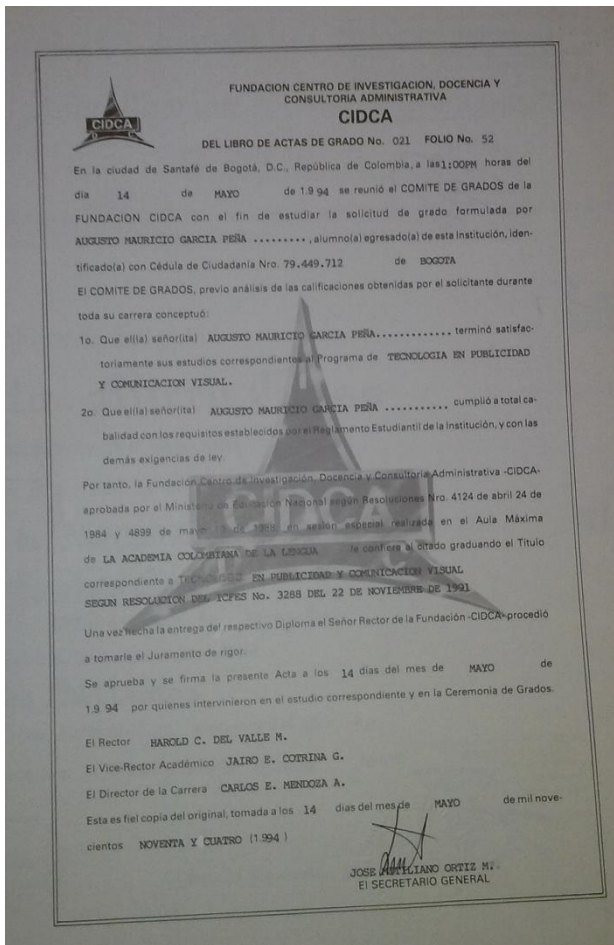 CIDCA
FUNDACION CENTRO DE INVESTIGACION, DOCENCIA Y
CONSULTORIA ADMINISTRATIVA
CIDCA
DEL LIBRO DE ACTAS DE GRADO No. 021 FOLIO No. 52
En la ciudad de Santafé de Bogotá, D.C., República de Colombia, a las 1:00PM horas del
día 14 de MAYO de 1.9 94 se reunió el COMITE DE GRADOS de la
FUNDACION CIDCA con el fin de estudiar la solicitud de grado formulada por
AUGUSTO MAURICIO GARCIA PEÑA ........., alumno(a) egresado(a) de esta Institución, iden-
tificado(a) con Cédula de Ciudadanía Nro. 79.449.712 de BOGOTA
El COMITE DE GRADOS, previo análisis de las calificaciones obtenidas por el solicitante durante
toda su carrera conceptuó:
1o. Que el(la) señor(ita) AUGUSTO MAURICIO GARCIA PEÑA............ terminó satisfac-
toriamente sus estudios correspondientes al Programa de TECNOLOGIA EN PUBLICIDAD
Y COMUNICACION VISUAL.
2o. Que el(la) señor(ita) AUGUSTO MAURICIO GARCIA PEÑA .......... cumplió a total ca-
balidad con los requisitos establecidos por el Reglamento Estudiantil de la Institución, y con las
demás exigencias de ley.
Por tanto, la Fundación Centro de Investigación, Docencia y Consultoría Administrativa -CIDCA-
aprobada por el Ministerio de Educación Nacional según Resoluciones Nro. 4124 de abril 24 de
1984 y 4899 de mayo de 1988, en sesión especial realizada en el Aula Máxima
de LA ACADEMIA COLOMBIANA DE LA LENGUA le confiere al citado graduando el Título
correspondiente a TECNOLOGO EN PUBLICIDAD Y COMUNICACION VISUAL
SEGUN RESOLUCION DEL ICFES No. 3288 DEL 22 DE NOVIEMBRE DE 1991
Una vez hecha la entrega del respectivo Diploma el Señor Rector de la Fundación -CIDCA- procedió
a tomarle el Juramento de rigor.
Se aprueba y se firma la presente Acta a los 14 días del mes de MAYO de
1.9 94 por quienes intervinieron en el estudio correspondiente y en la Ceremonia de Grados.
El Rector HAROLD C. DEL VALLE M.
El Vice-Rector Académico JAIRO E. COTRINA G.
El Director de la Carrera CARLOS E. MENDOZA A.
Esta es fiel copia del original, tomada a los 14 días del mes de MAYO de mil nove-
cientos NOVENTA Y CUATRO (1.994 )
JOSE ORTIZ M.
El SECRETARIO GENERAL